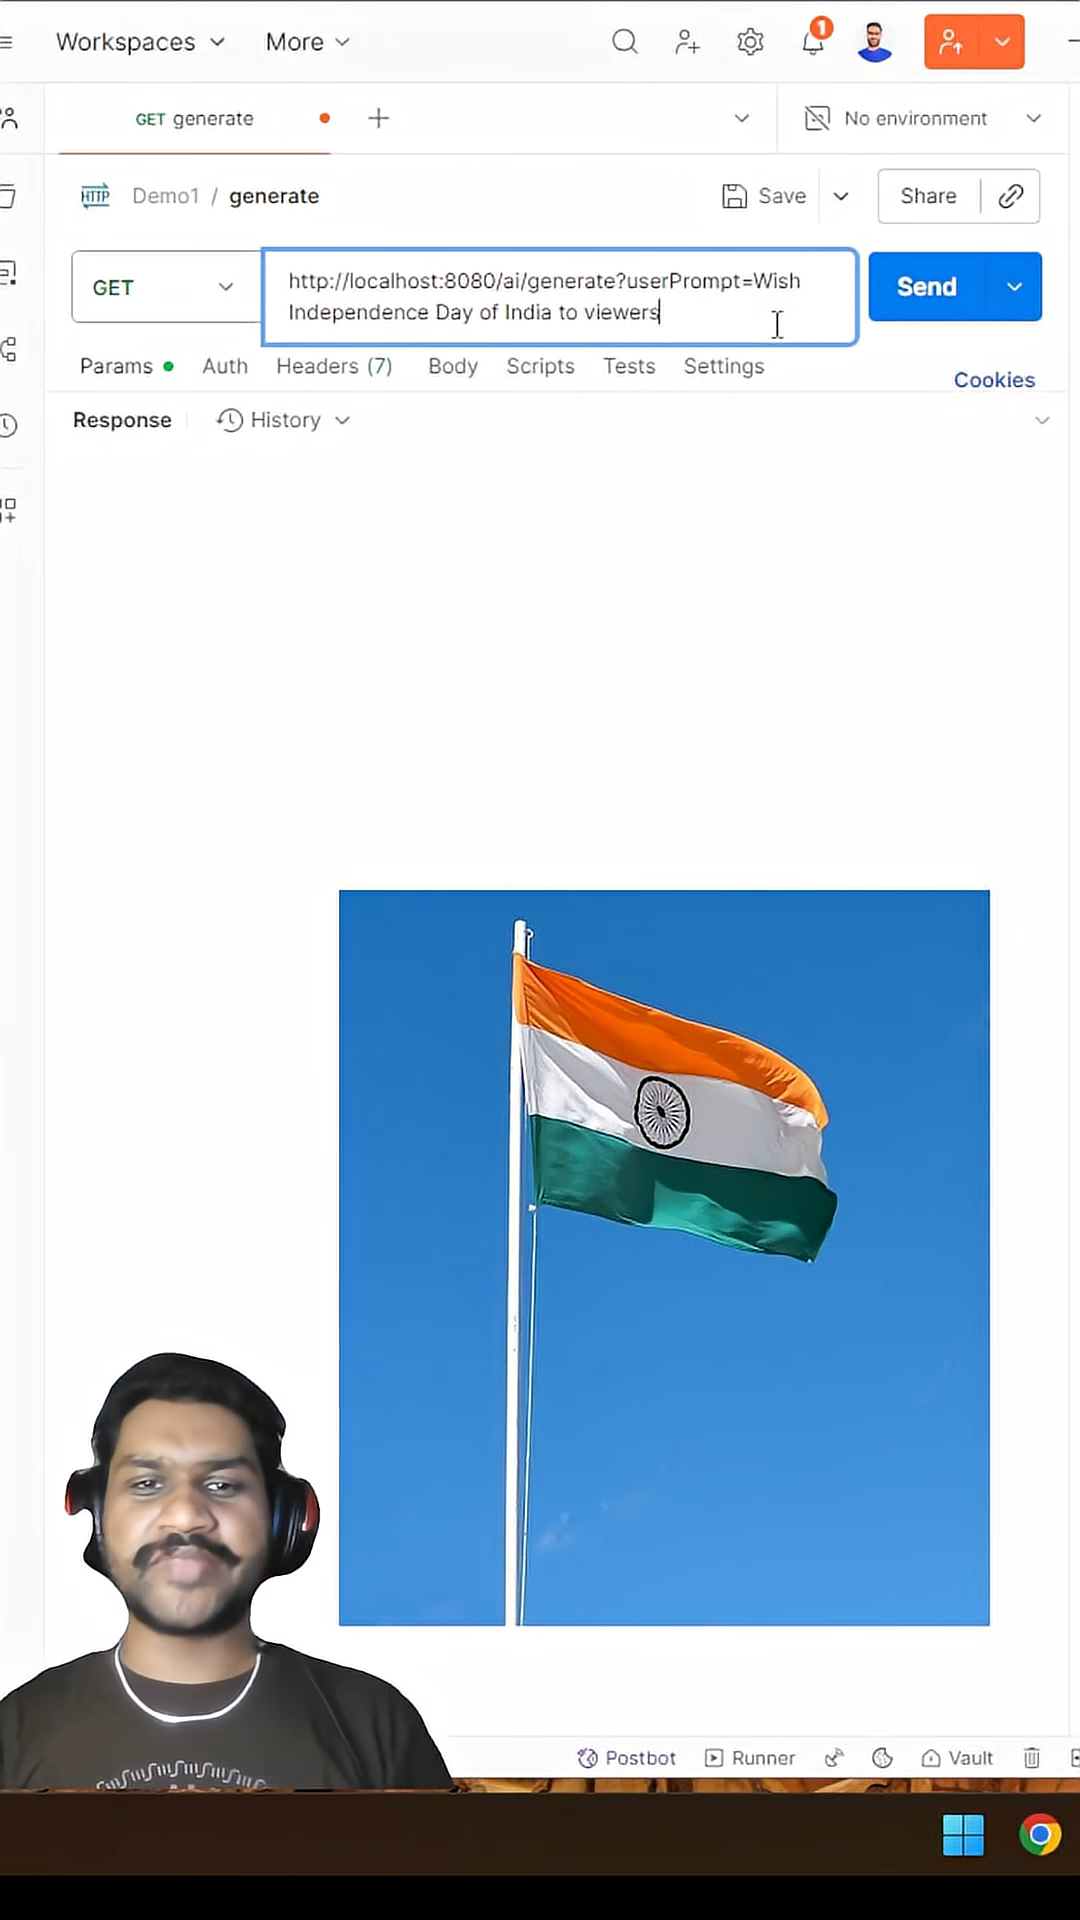 Workspaces More 1
GET generate No environment
HTTP Demo1 / generate Save Share
GET http://localhost:8080/ai/generate?userPrompt=Wish
Independence Day of India to viewers
Send
Params Auth Headers (7) Body Scripts Tests Settings
Cookies
Response History
Postbot Runner Vault